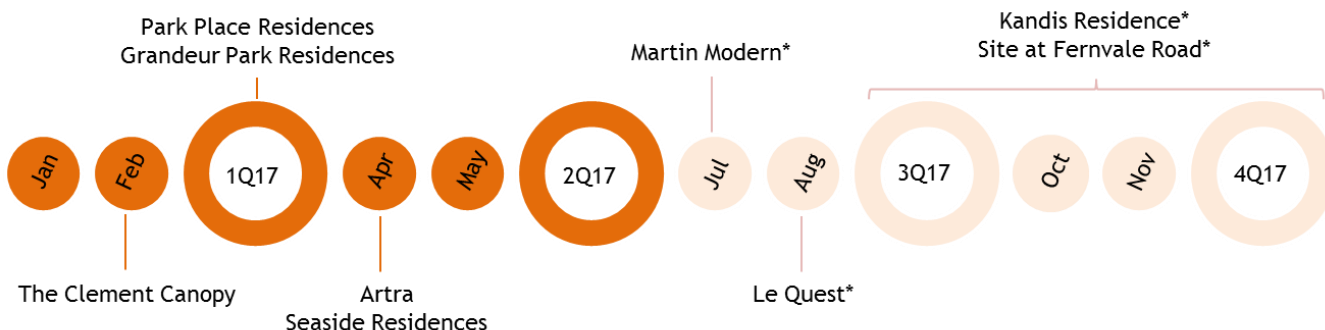 Park Place Residences
Grandeur Park Residences
Martin Modern*
Kandis Residence*
Site at Fernvale Road*
Jan
Feb
1Q17
Apr
May
2Q17
Jul
Aug
3Q17
Oct
Nov
4Q17
The Clement Canopy
Artra
Seaside Residences
Le Quest*